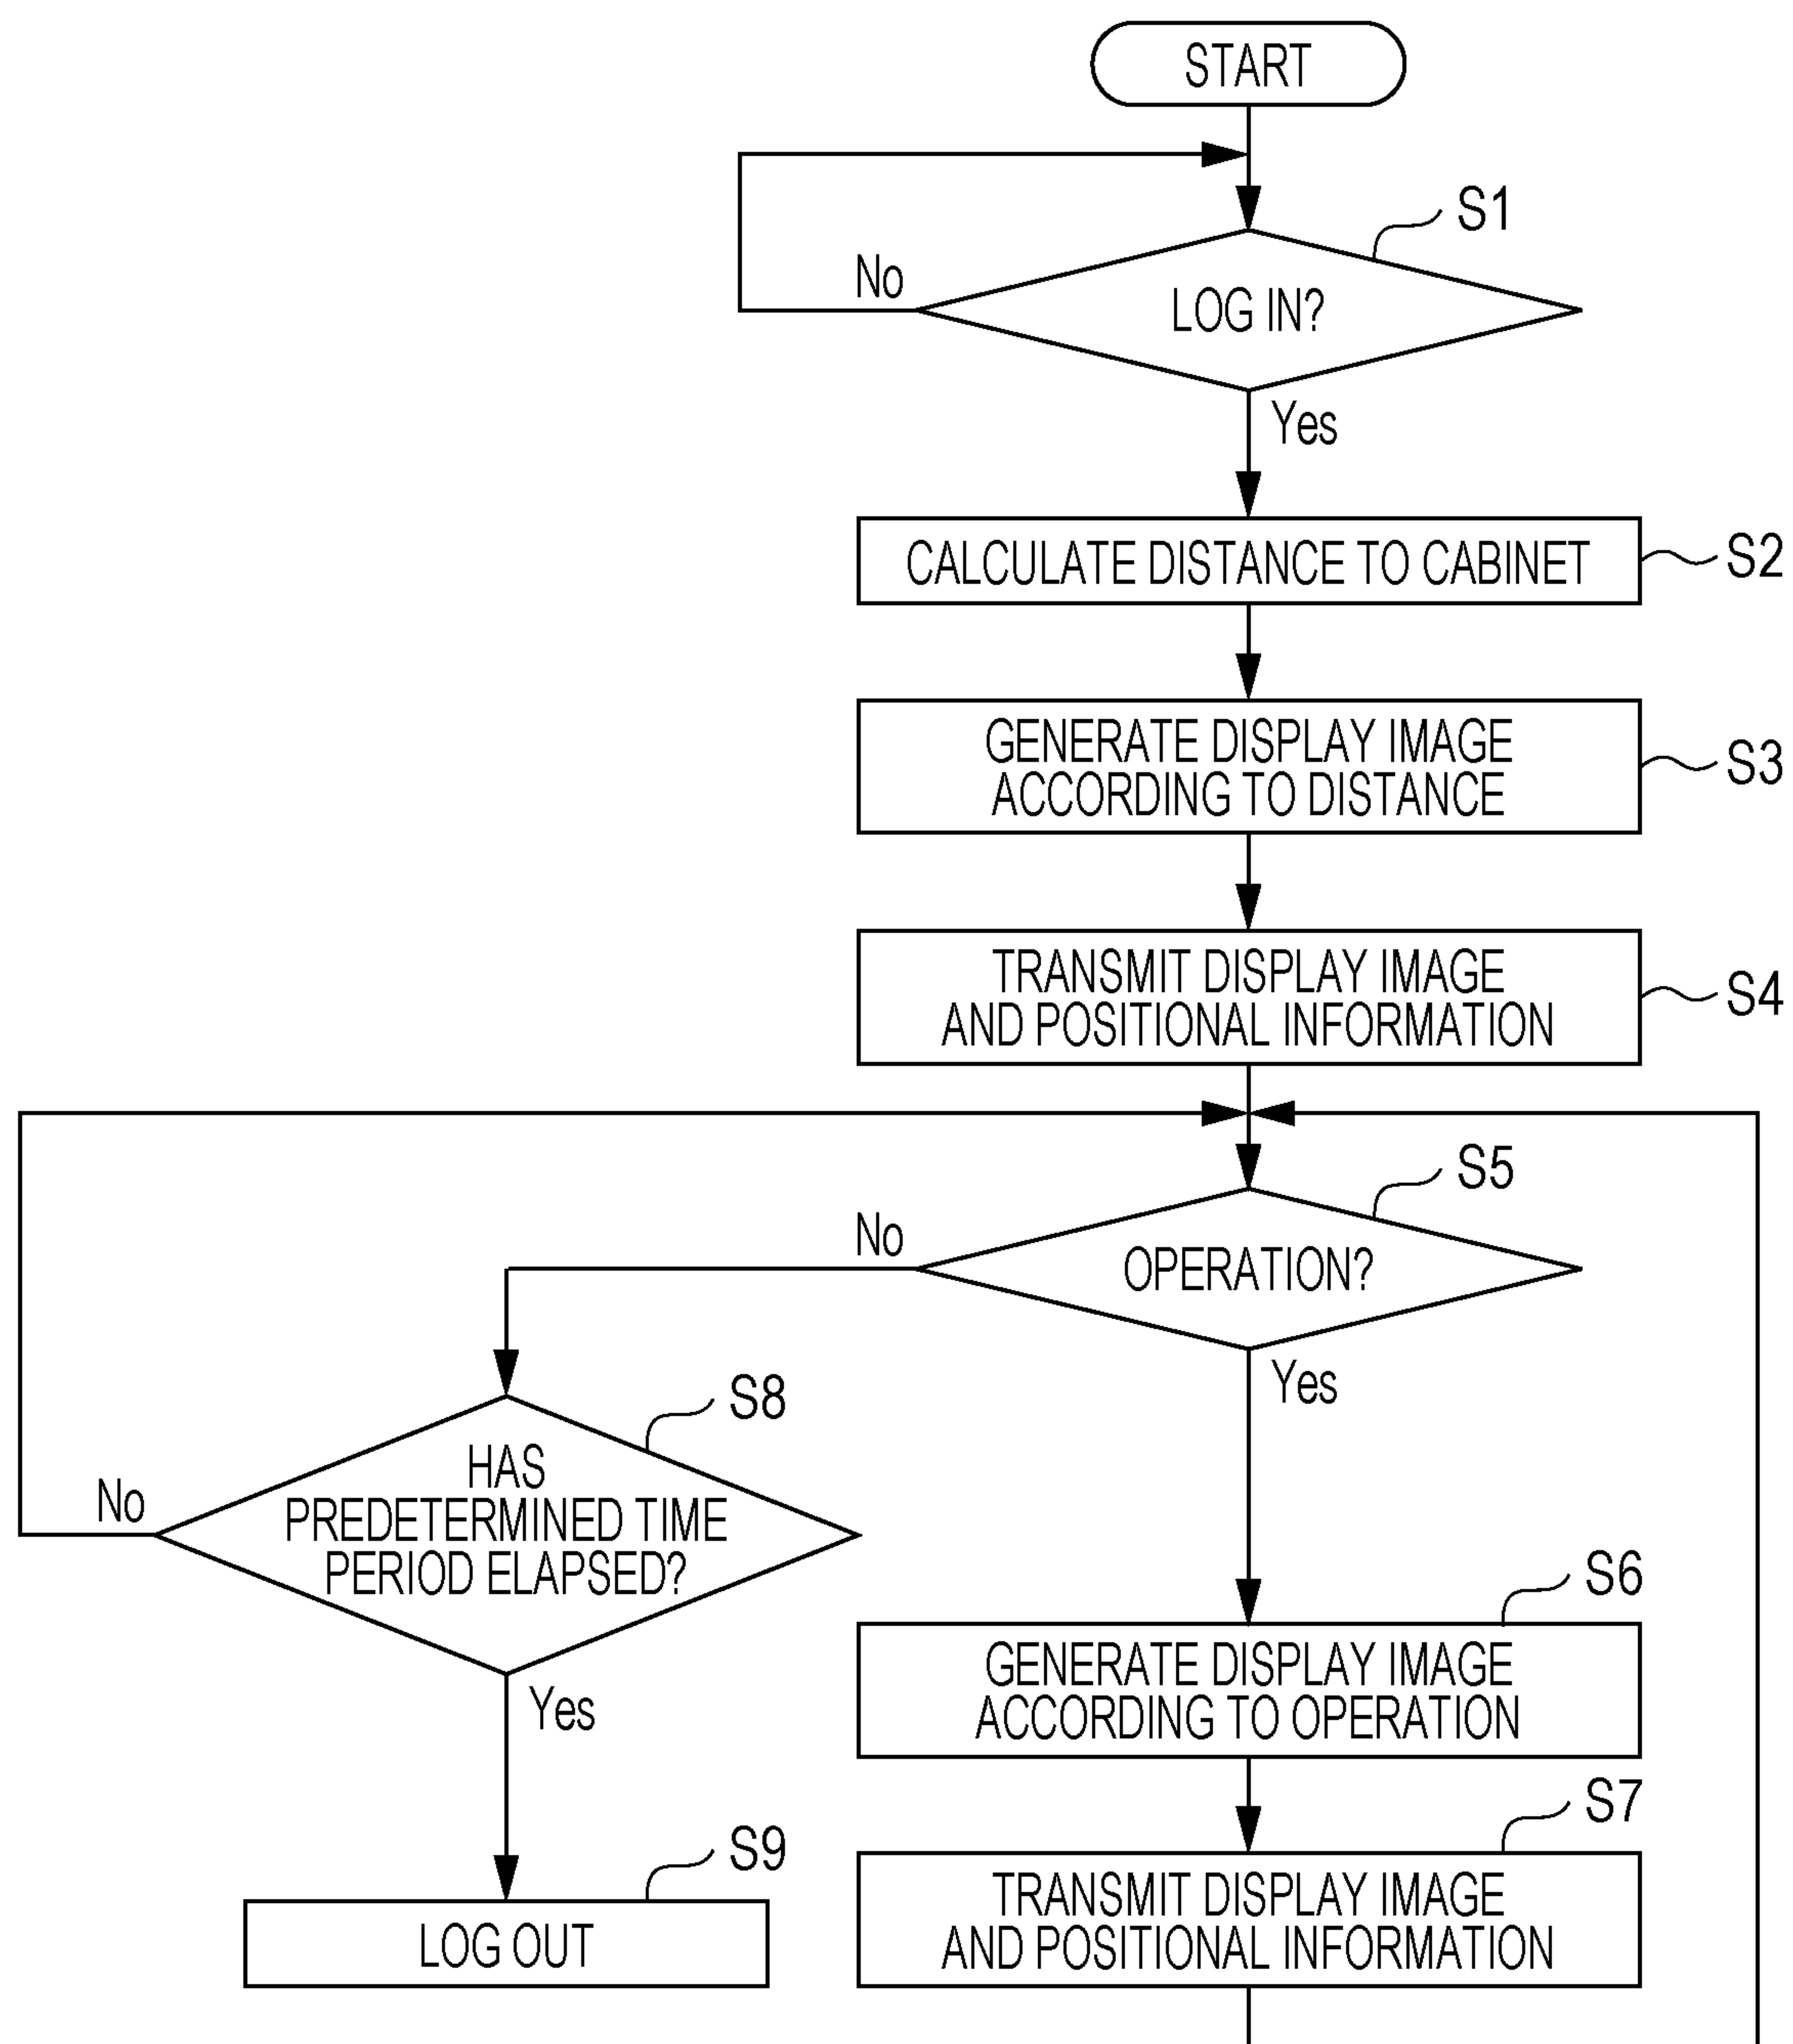 START
S1
No
LOG IN?
Yes
CALCULATE DISTANCE TO CABINET
S2
GENERATE DISPLAY IMAGE
ACCORDING TO DISTANCE
S3
TRANSMIT DISPLAY IMAGE
AND POSITIONAL INFORMATION
S4
S5
No
OPERATION?
Yes
S8
No
HAS
PREDETERMINED TIME
PERIOD ELAPSED?
Yes
S6
GENERATE DISPLAY IMAGE
ACCORDING TO OPERATION
S7
TRANSMIT DISPLAY IMAGE
AND POSITIONAL INFORMATION
S9
LOG OUT